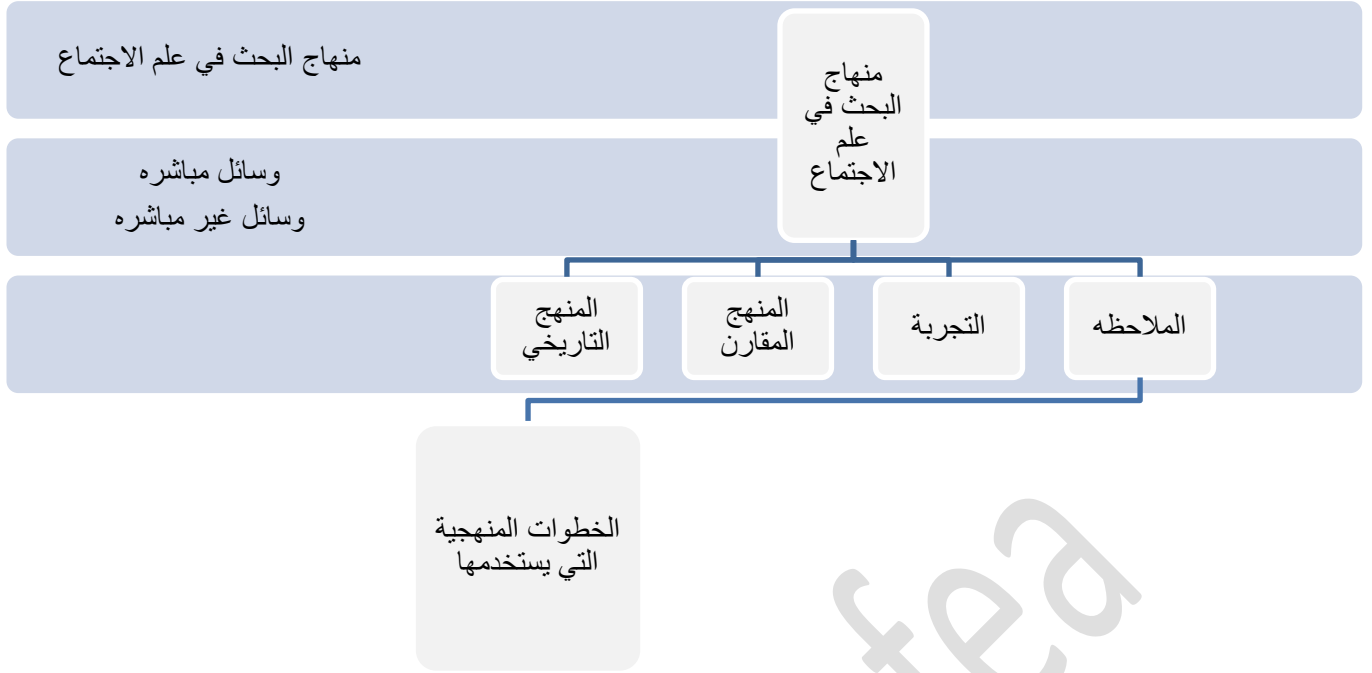 منهاج البحث في علم الاجتماع
منهاج
البحث في
علم
الاجتماع
وسائل مباشره
وسائل غير مباشره
الملاحظه
التجربة
المنهج
المقارن
المنهج
التاريخي
الخطوات المنهجية
التي يستخدمها